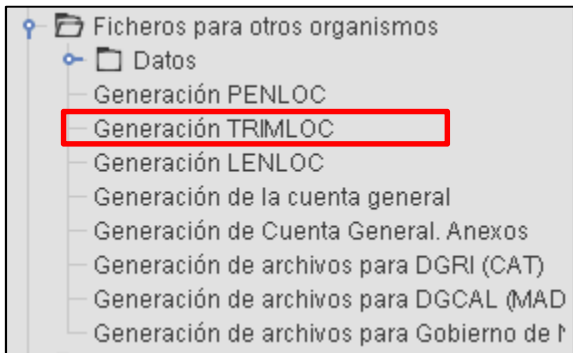 Ficheros para otros organismos
Datos
Generación PENLOC
Generación TRIMLOC
Generación LENLOC
Generación de la cuenta general
Generación de Cuenta General. Anexos
Generación de archivos para DGRI (CAT)
Generación de archivos para DGCAL (MAD
Generación de archivos para Gobierno de